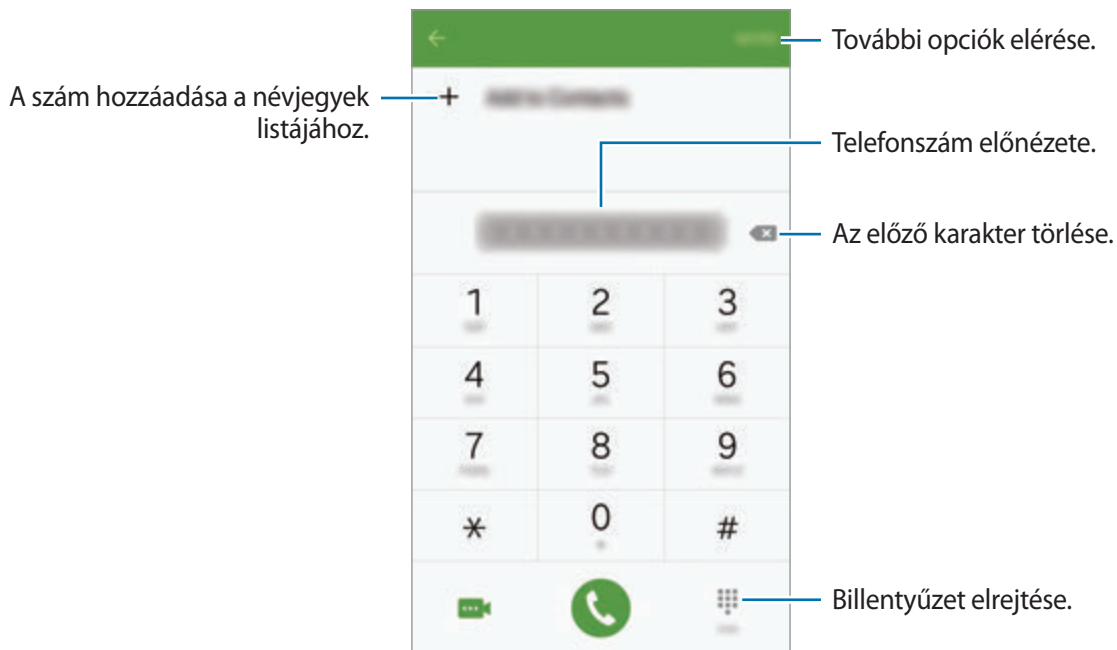 További opciók elérése.
A szám hozzáadása a névjegyek
listájához.
Telefonszám előnézete.
Az előző karakter törlése.
1 2 3
4 5 6
7 8 9
* 0 #
Billentyűzet elrejtése.